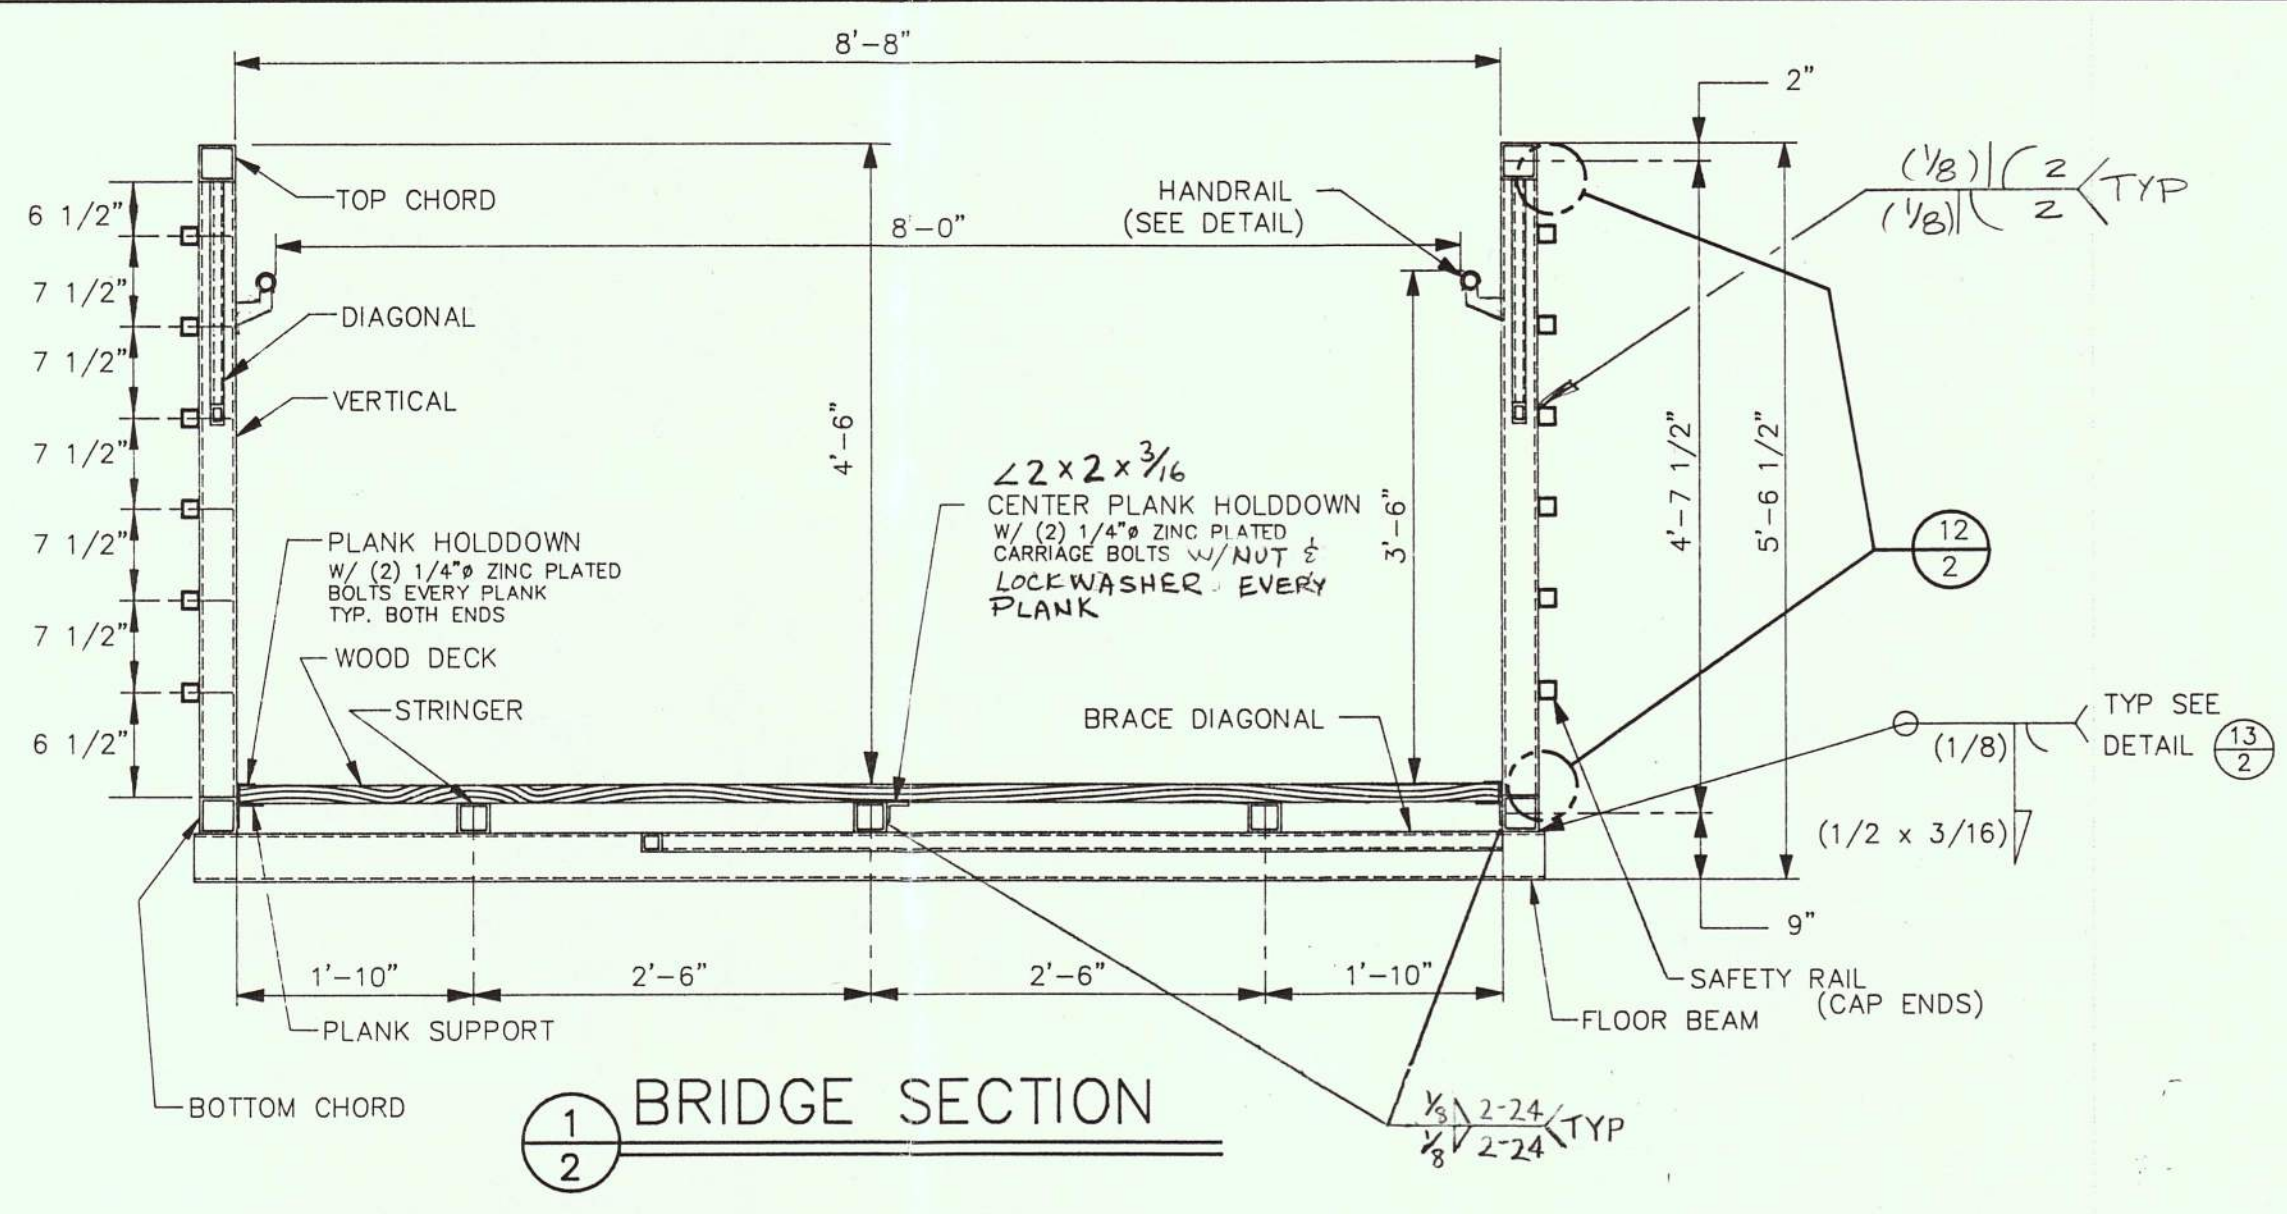 8'-8"
2"
(1/8) 2
(1/8) 2
TYP
TOP CHORD
HANDRAIL
(SEE DETAIL)
8'-0"
6 1/2"
7 1/2"
7 1/2"
7 1/2"
7 1/2"
7 1/2"
6 1/2"
DIAGONAL
VERTICAL
4'-6"
∠2 x 2 x 3/16
CENTER PLANK HOLDDOWN
W/ (2) 1/4"ø ZINC PLATED
CARRIAGE BOLTS W/NUT &
LOCKWASHER EVERY
PLANK
3'-6"
4'-7 1/2"
5'-6 1/2"
12
2
PLANK HOLDDOWN
W/ (2) 1/4"ø ZINC PLATED
BOLTS EVERY PLANK
TYP. BOTH ENDS
WOOD DECK
STRINGER
BRACE DIAGONAL
TYP SEE
DETAIL 13
2
(1/8)
(1/2 x 3/16)
9"
1'-10"
2'-6"
2'-6"
1'-10"
SAFETY RAIL
(CAP ENDS)
FLOOR BEAM
PLANK SUPPORT
BOTTOM CHORD
1
2
BRIDGE SECTION
1/8 2-24
1/8 2-24
TYP